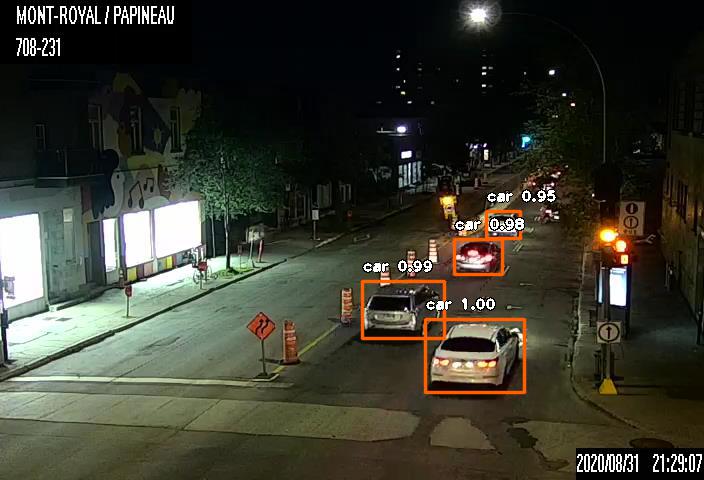 MONT-ROYAL / PAPINEAU
708-231
car 0.95
car 0.98
car 0.99
car 1.00
2020/08/31 21:29:07